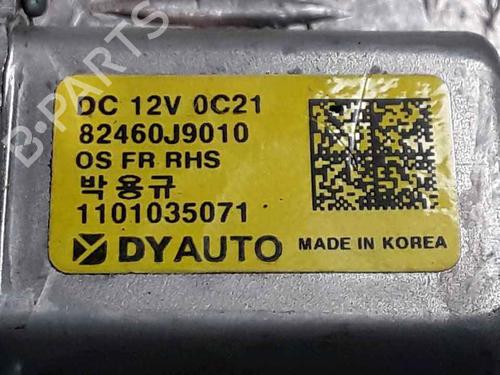 B-PARTS
DC 12V 0C21
82460J9010
OS FR RHS
박용규
1101035071
DYAUTO
MADE IN KOREA